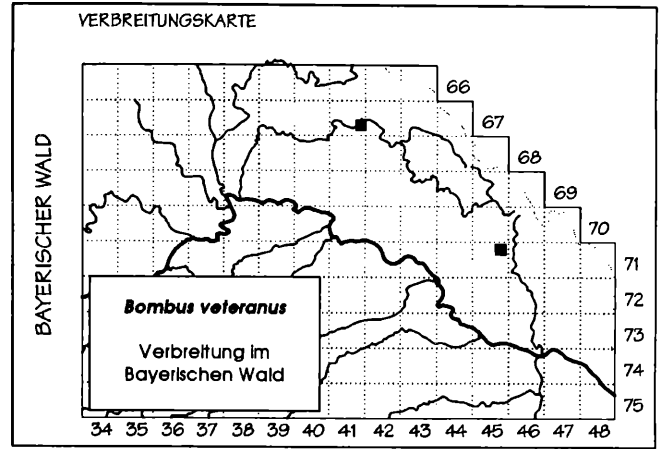 VERBREITUNGSKARTE
BAYERISCHER WALD
66
67
68
69
70
71
72
73
74
75
Bombus veteranus
Verbreitung im
Bayerischen Wald
34 35 36 37 38 39 40 41 42 43 44 45 46 47 48